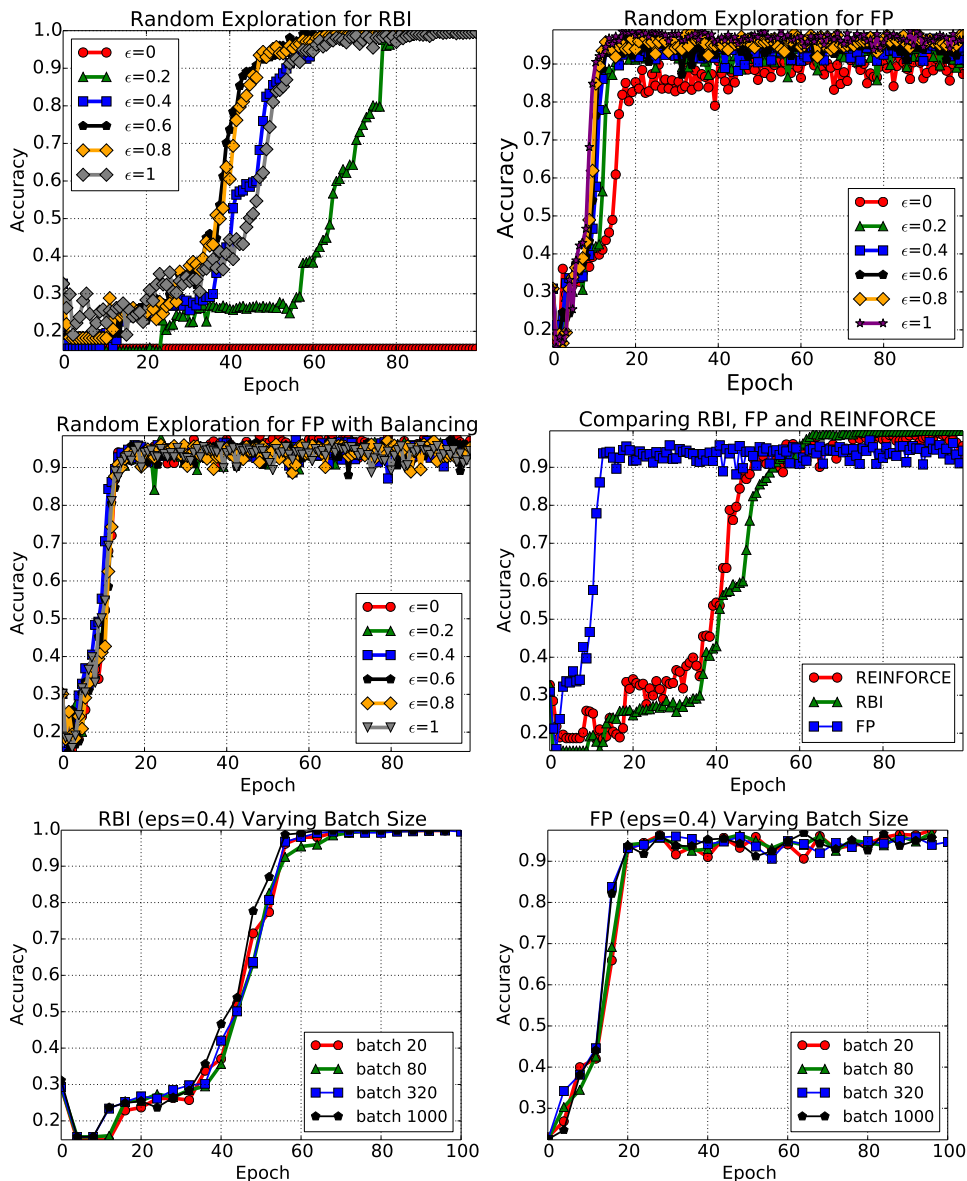 Random Exploration for RBI
1.0
0.9
0.8
0.7
0.6
0.5
0.4
0.3
0.2
Accuracy
ϵ=0
ϵ=0.2
ϵ=0.4
ϵ=0.6
ϵ=0.8
ϵ=1
0 20 40 60 80
Epoch
Random Exploration for FP
0.9
0.8
0.7
0.6
0.5
0.4
0.3
0.2
Accuracy
ϵ=0
ϵ=0.2
ϵ=0.4
ϵ=0.6
ϵ=0.8
ϵ=1
0 20 40 60 80
Epoch
Random Exploration for FP with Balancing
0.9
0.8
0.7
0.6
0.5
0.4
0.3
0.2
Accuracy
ϵ=0
ϵ=0.2
ϵ=0.4
ϵ=0.6
ϵ=0.8
ϵ=1
0 20 40 60 80
Epoch
Comparing RBI, FP and REINFORCE
0.9
0.8
0.7
0.6
0.5
0.4
0.3
0.2
Accuracy
REINFORCE
RBI
FP
0 20 40 60 80
Epoch
RBI (eps=0.4) Varying Batch Size
1.0
0.9
0.8
0.7
0.6
0.5
0.4
0.3
0.2
Accuracy
batch 20
batch 80
batch 320
batch 1000
0 20 40 60 80 100
Epoch
FP (eps=0.4) Varying Batch Size
0.9
0.8
0.7
0.6
0.5
0.4
0.3
Accuracy
batch 20
batch 80
batch 320
batch 1000
0 20 40 60 80 100
Epoch